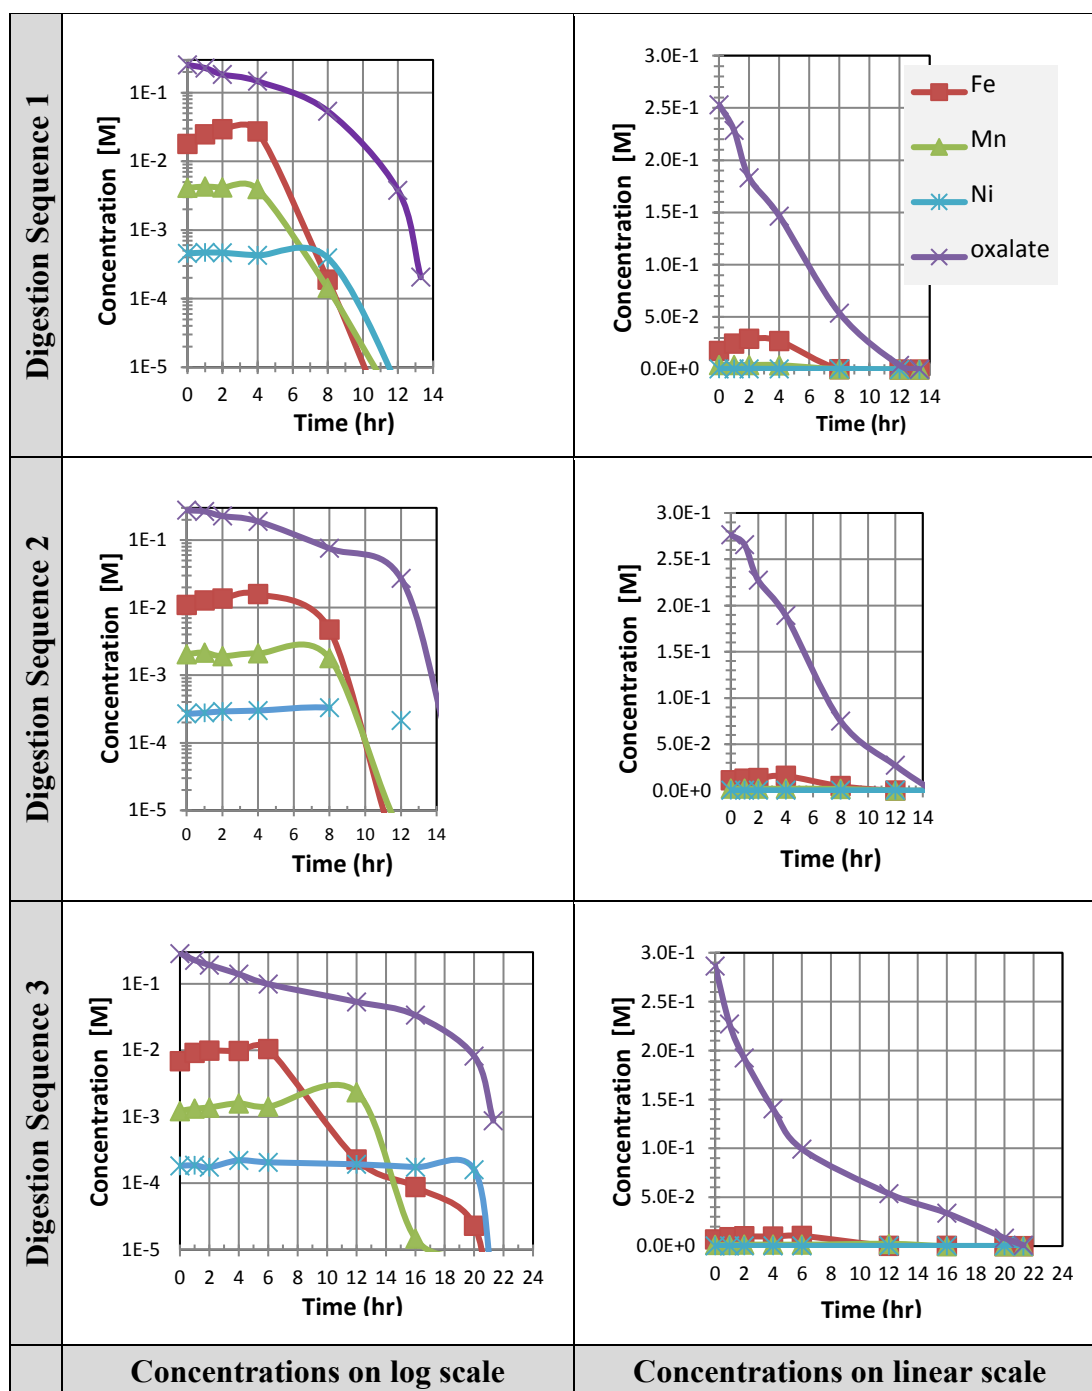 Digestion Sequence 1
Concentration [M]
1E-1
1E-2
1E-3
1E-4
1E-5
0 2 4 6 8 10 12 14
Time (hr)
Concentration [M]
3.0E-1
2.5E-1
2.0E-1
1.5E-1
1.0E-1
5.0E-2
0.0E+0
0 2 4 6 8 10 12 14
Time (hr)
Fe
Mn
Ni
oxalate
Digestion Sequence 2
Concentration [M]
1E-1
1E-2
1E-3
1E-4
1E-5
0 2 4 6 8 10 12 14
Time (hr)
Concentration [M]
3.0E-1
2.5E-1
2.0E-1
1.5E-1
1.0E-1
5.0E-2
0.0E+0
0 2 4 6 8 10 12 14
Time (hr)
Digestion Sequence 3
Concentration [M]
1E-1
1E-2
1E-3
1E-4
1E-5
0 2 4 6 8 10 12 14 16 18 20 22 24
Time (hr)
Concentration [M]
3.0E-1
2.5E-1
2.0E-1
1.5E-1
1.0E-1
5.0E-2
0.0E+0
0 2 4 6 8 10 12 14 16 18 20 22 24
Time (hr)
Concentrations on log scale
Concentrations on linear scale